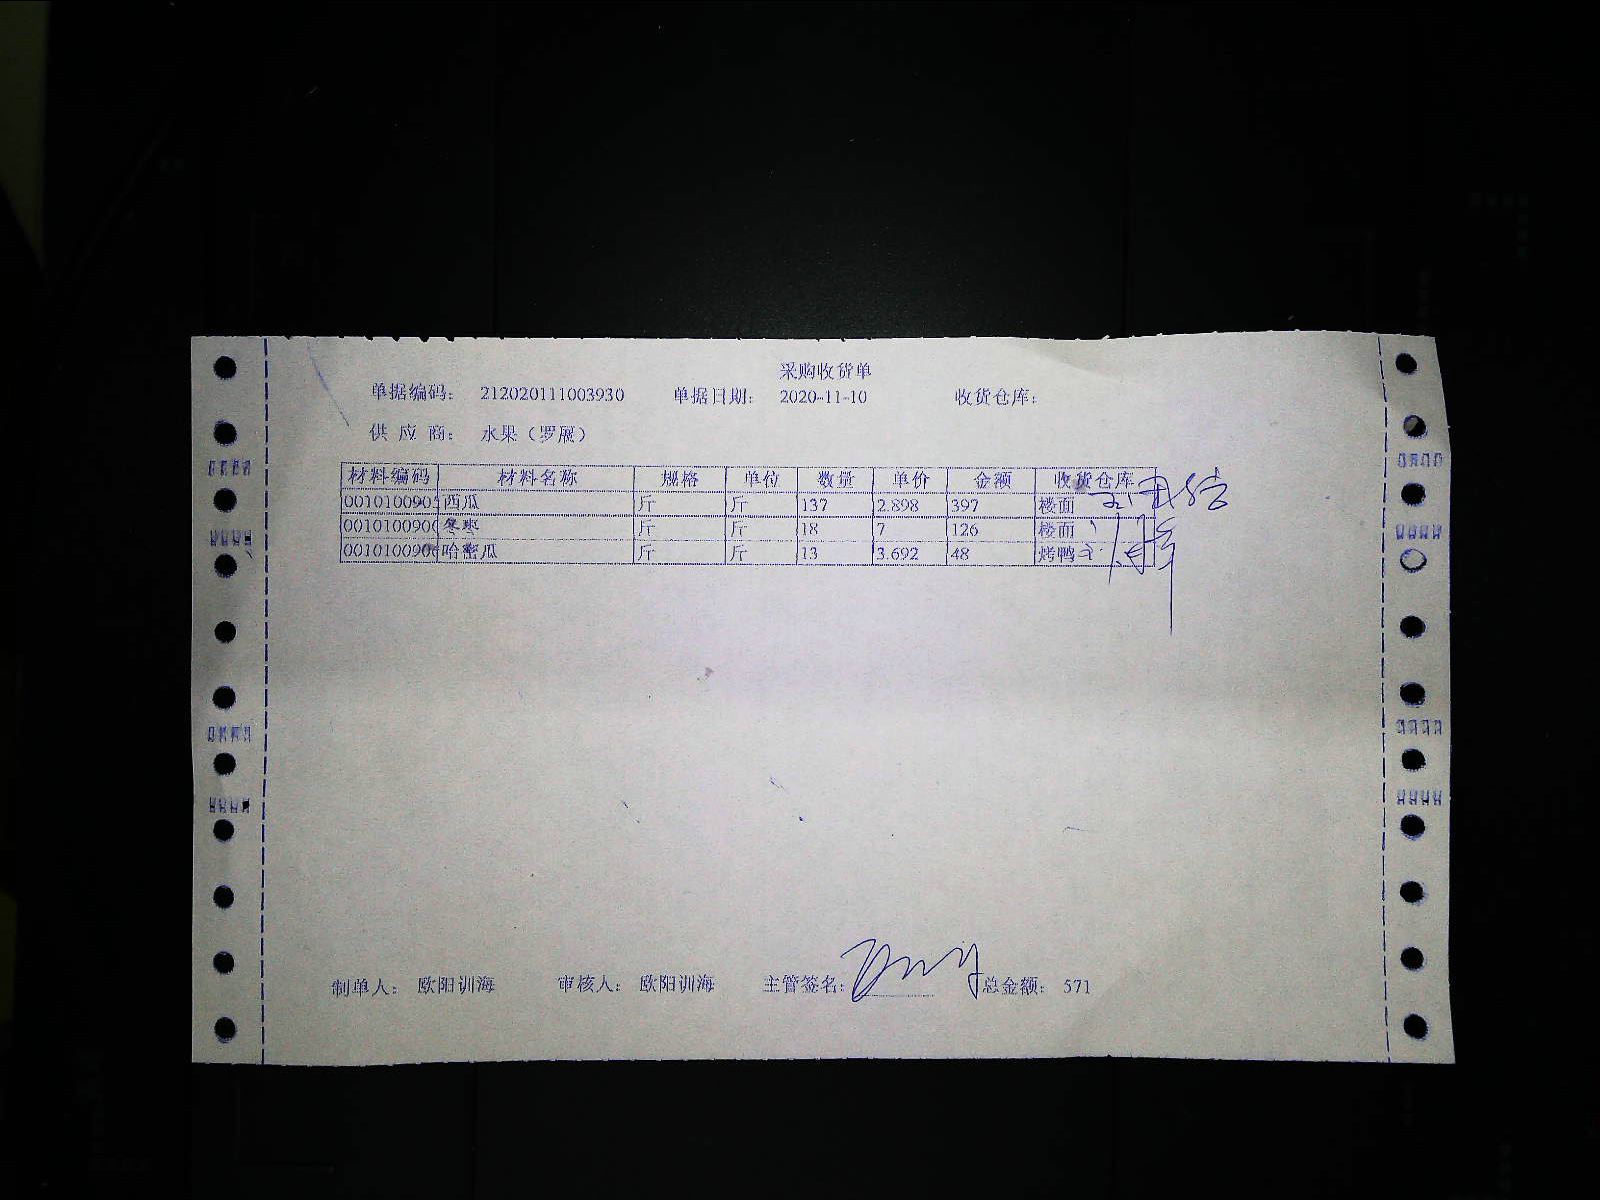 采购收货单
单据编码： 212020111003930 单据日期： 2020-11-10 收货仓库：
供 应 商： 水果（罗展）
材料编码 材料名称 规格 单位 数量 单价 金额 收货仓库
001010090 西瓜 斤 斤 137 2.898 397 楼面
001010090 冬枣 斤 斤 18 7 126 楼面
001010090 哈密瓜 斤 斤 13 3.692 48 烤鸭
制单人： 欧阳训海 审核人： 欧阳训海 主管签名： 总金额： 571